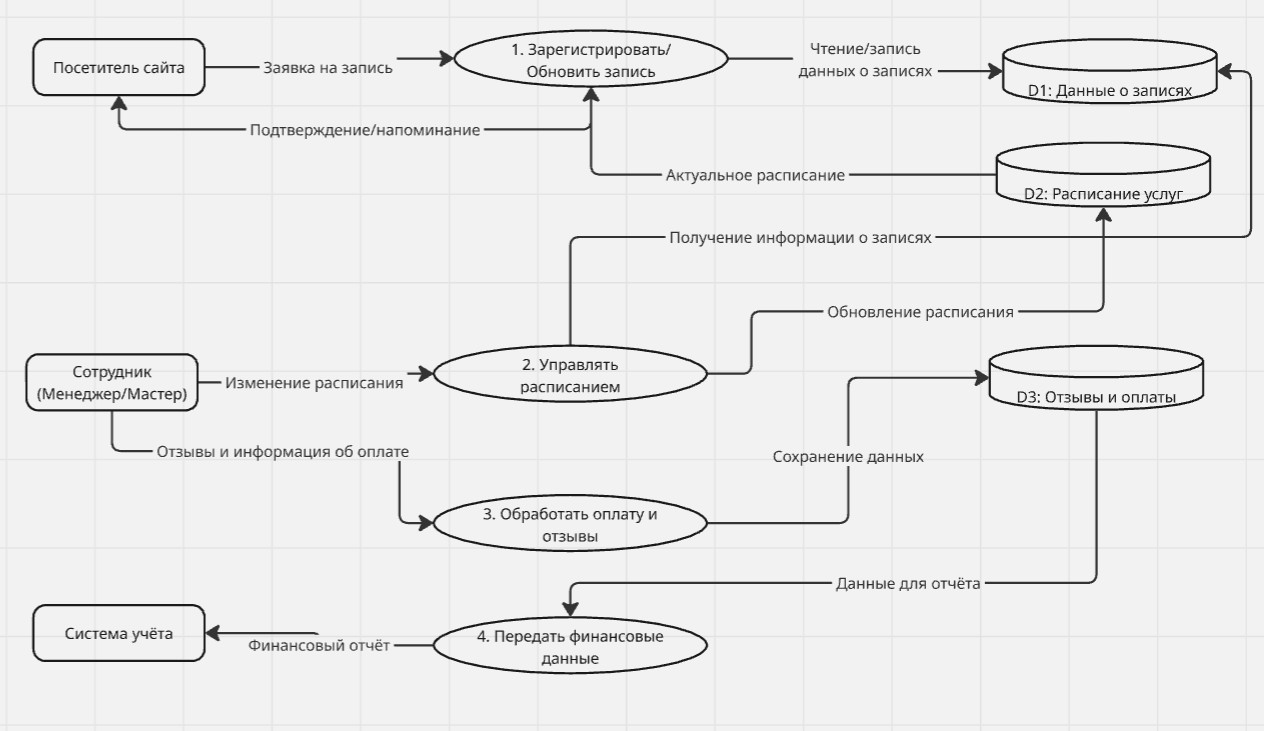 Посетитель сайта
Заявка на запись
1. Зарегистрировать/
Обновить запись
Чтение/запись
данных о записях
D1: Данные о записях
Подтверждение/напоминание
Актуальное расписание
D2: Расписание услуг
Получение информации о записях
Обновление расписания
Сотрудник
(Менеджер/Мастер)
Изменение расписания
2. Управлять
расписанием
D3: Отзывы и оплаты
Отзывы и информация об оплате
Сохранение данных
3. Обработать оплату и
отзывы
Данные для отчёта
Система учёта
Финансовый отчёт
4. Передать финансовые
данные